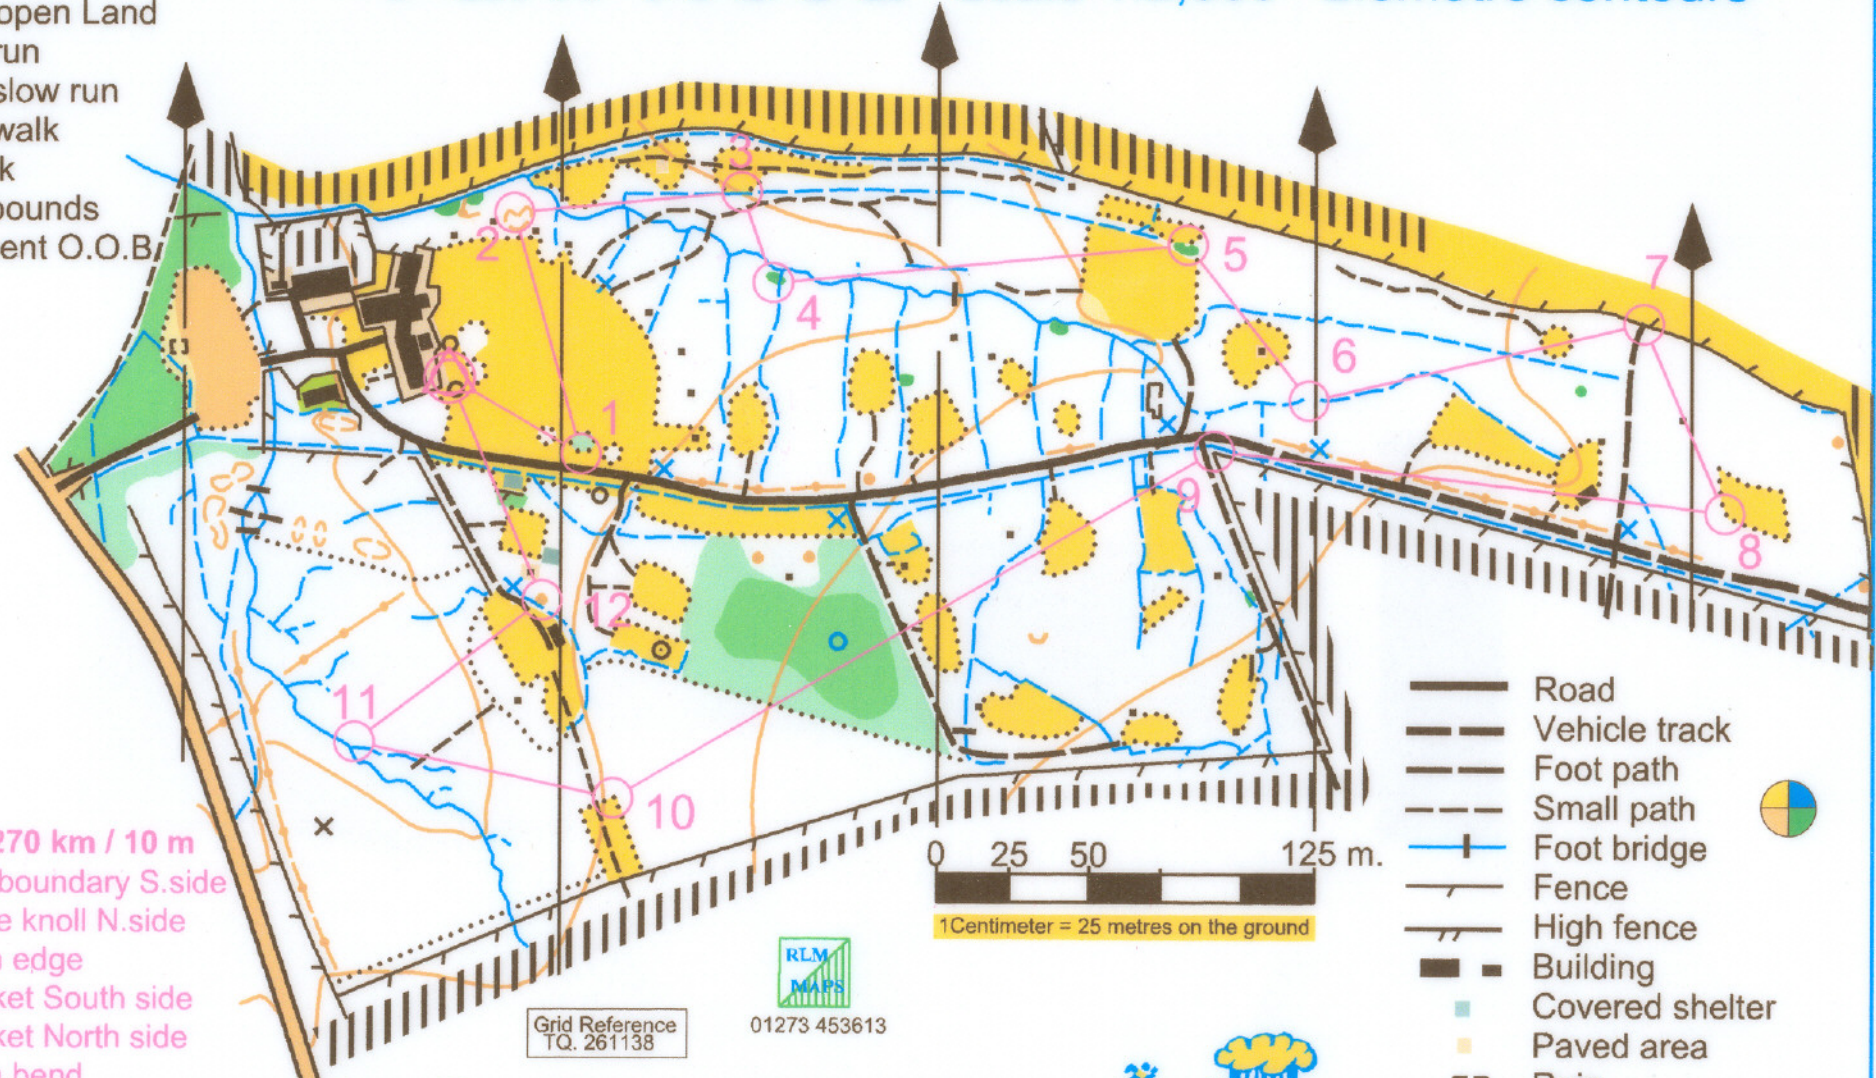 open Land
run
slow run
walk
k
bounds
ent O.O.B
3
2
5
7
4
6
1
9
8
12
11
10
270 km / 10 m
boundary S.side
e knoll N.side
edge
ket South side
ket North side
bend
0 25 50 125 m.
1Centimeter = 25 metres on the ground
RLM
MAPS
01273 453613
Grid Reference
TQ. 261138
Road
Vehicle track
Foot path
Small path
Foot bridge
Fence
High fence
Building
Covered shelter
Paved area